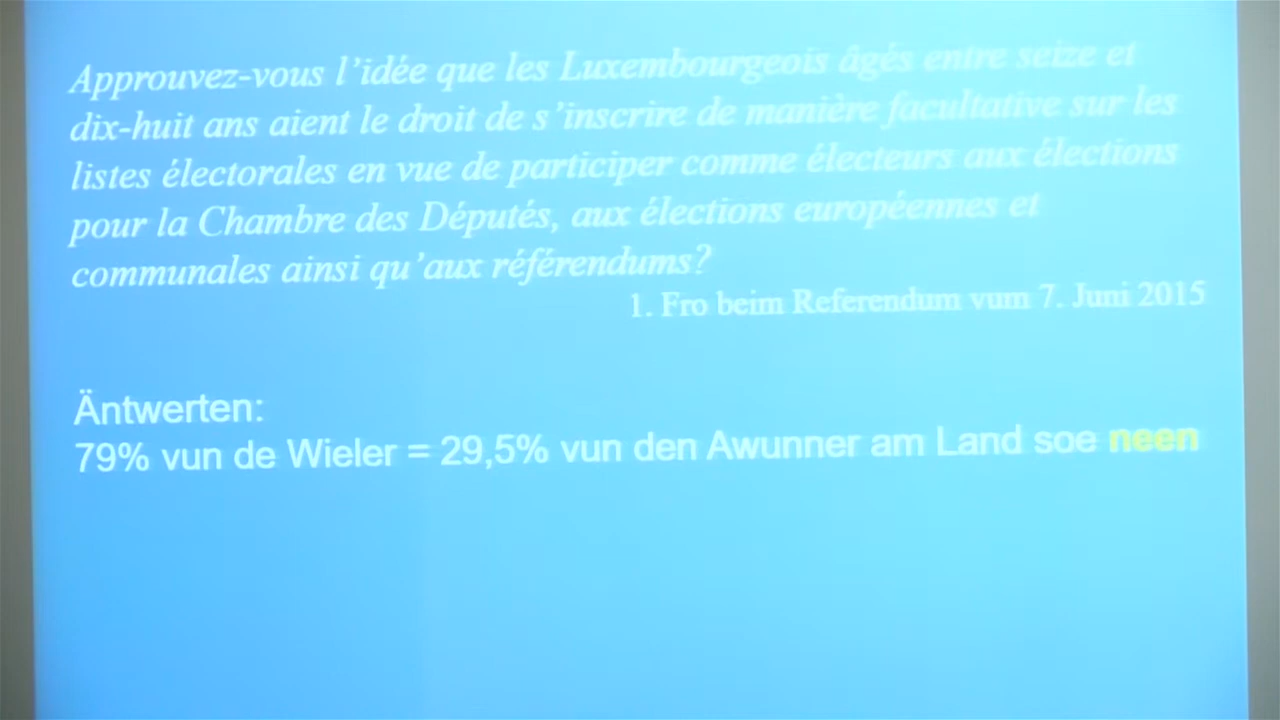 Approuvez-vous l’idée que les Luxembourgeois âgés entre seize et
dix-huit ans aient le droit de s’inscrire de manière facultative sur les
listes électorales en vue de participer comme électeurs aux élections
pour la Chambre des Députés, aux élections européennes et
communales ainsi qu’aux référendums?
1. Fro beim Referendum vum 7. Juni 2015
Äntwerten:
79% vun de Wieler = 29,5% vun den Awunner am Land soe neen